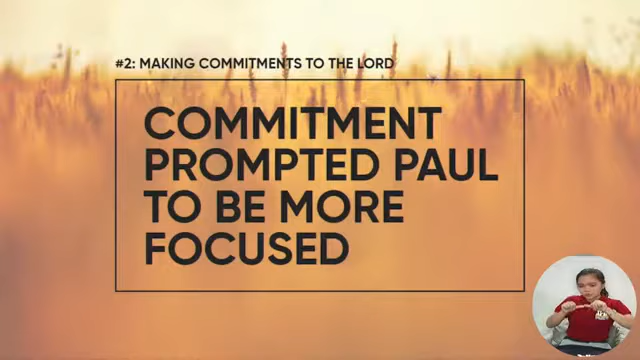 #2: MAKING COMMITMENTS TO THE LORD
COMMITMENT
PROMPTED PAUL
TO BE MORE
FOCUSED